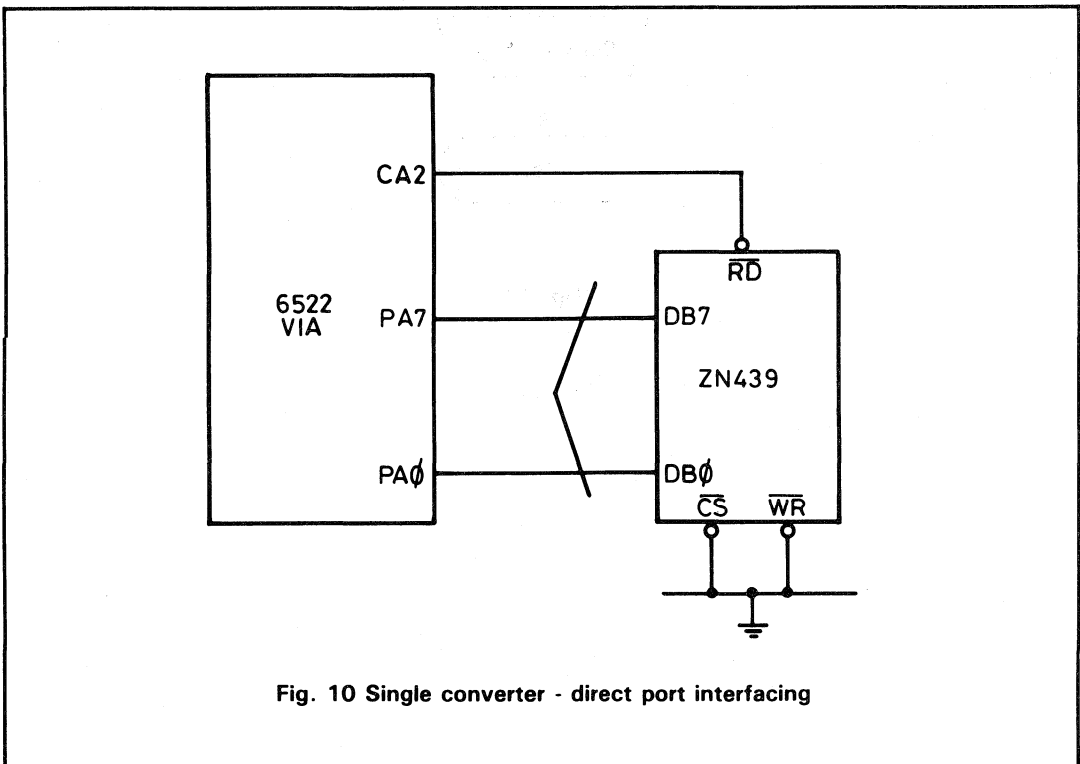 CA2
RD
6522
VIA
PA7
DB7
ZN439
PAØ
DBØ
CS
WR
Fig. 10 Single converter - direct port interfacing